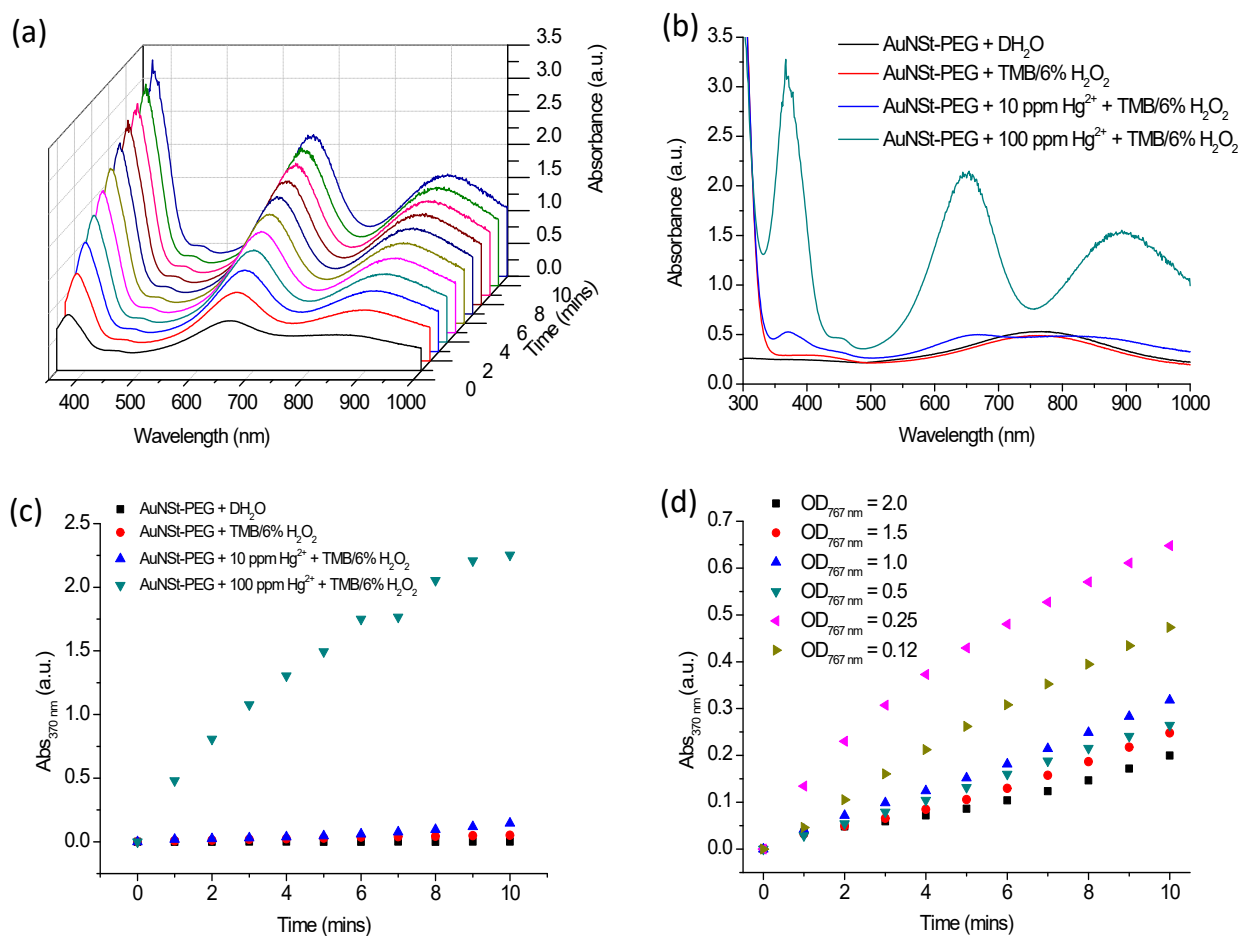 (a)
3.5
3.0
2.5
2.0
1.5
1.0
0.5
0.0
Absorbance (a.u.)
10
8
6
4
2
0
Time (mins)
400 500 600 700 800 900 1000
Wavelength (nm)
(b)
AuNSt-PEG + DH₂O
AuNSt-PEG + TMB/6% H₂O₂
AuNSt-PEG + 10 ppm Hg²⁺ + TMB/6% H₂O₂
AuNSt-PEG + 100 ppm Hg²⁺ + TMB/6% H₂O₂
3.5
3.0
2.5
2.0
1.5
1.0
0.5
0.0
Absorbance (a.u.)
300 400 500 600 700 800 900 1000
Wavelength (nm)
(c)
AuNSt-PEG + DH₂O
AuNSt-PEG + TMB/6% H₂O₂
AuNSt-PEG + 10 ppm Hg²⁺ + TMB/6% H₂O₂
AuNSt-PEG + 100 ppm Hg²⁺ + TMB/6% H₂O₂
2.5
2.0
1.5
1.0
0.5
0.0
Abs₃₇₀ ₙₘ (a.u.)
0 2 4 6 8 10
Time (mins)
(d)
OD₇₆₇ ₙₘ = 2.0
OD₇₆₇ ₙₘ = 1.5
OD₇₆₇ ₙₘ = 1.0
OD₇₆₇ ₙₘ = 0.5
OD₇₆₇ ₙₘ = 0.25
OD₇₆₇ ₙₘ = 0.12
0.7
0.6
0.5
0.4
0.3
0.2
0.1
0.0
Abs₃₇₀ ₙₘ (a.u.)
0 2 4 6 8 10
Time (mins)